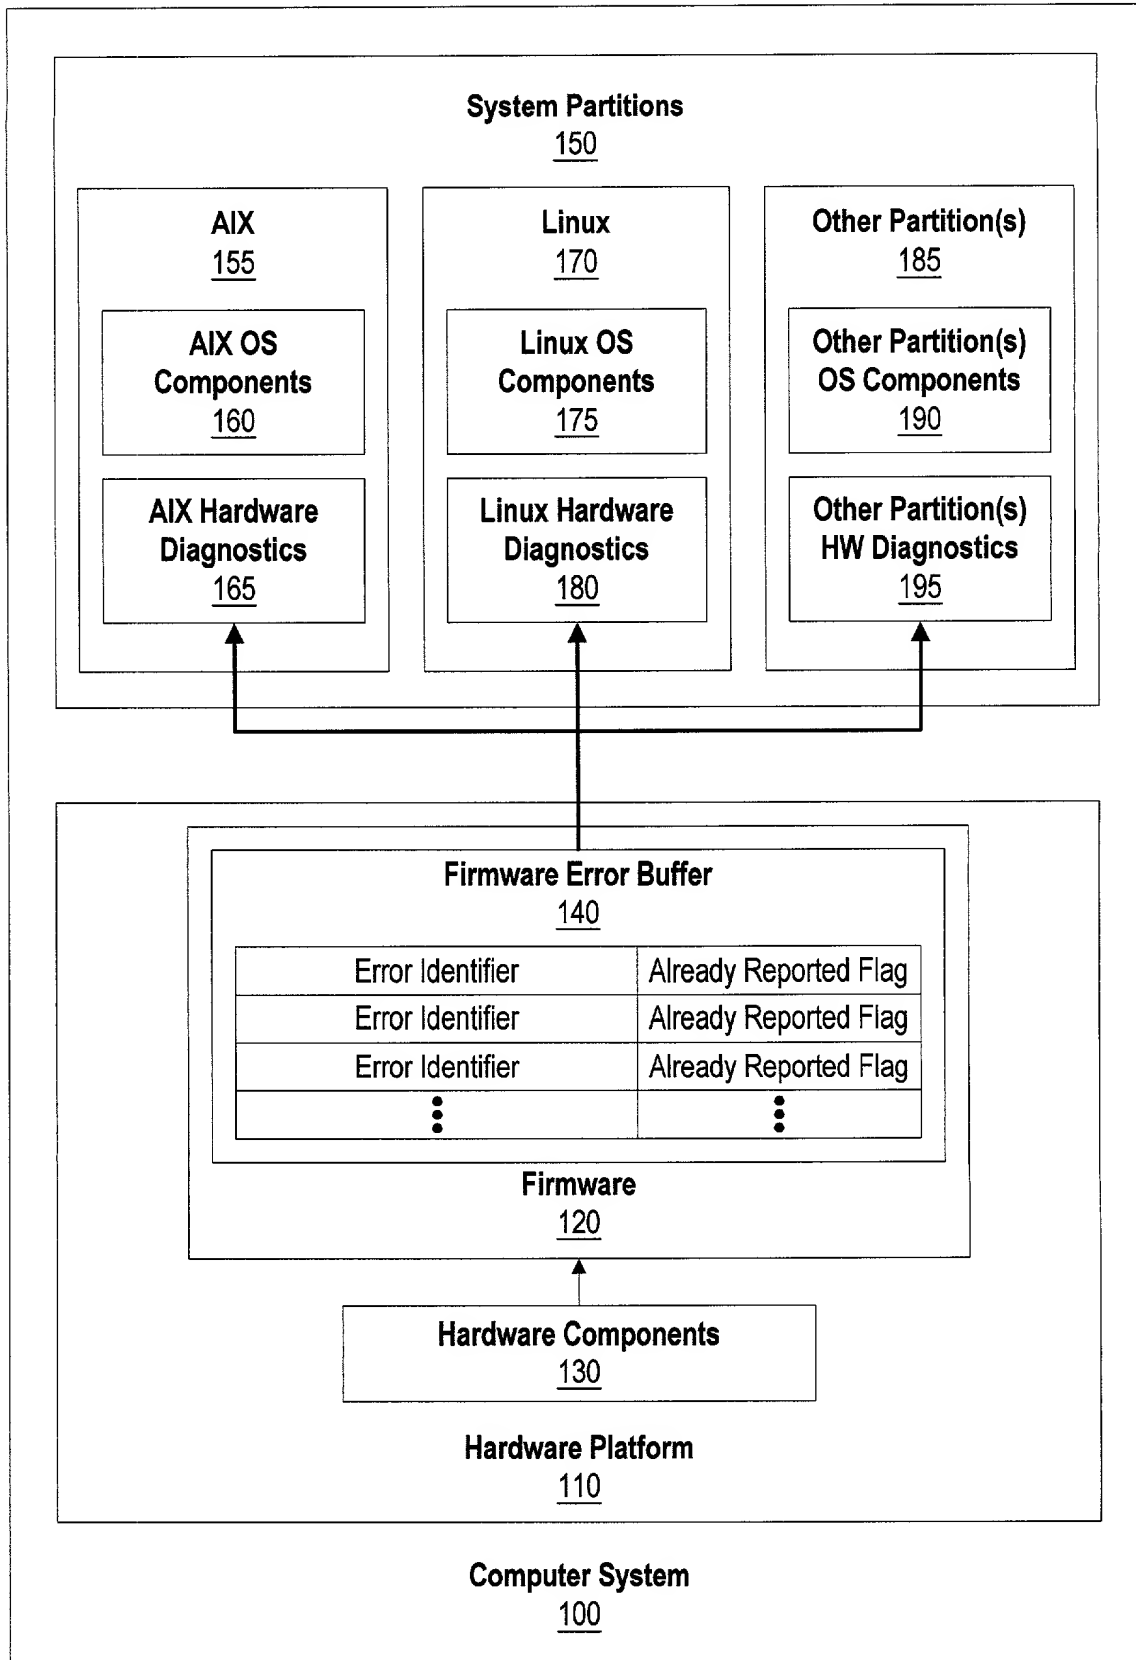 System Partitions
150
AIX
155
AIX OS
Components
160
AIX Hardware
Diagnostics
165
Linux
170
Linux OS
Components
175
Linux Hardware
Diagnostics
180
Other Partition(s)
185
Other Partition(s)
OS Components
190
Other Partition(s)
HW Diagnostics
195
Firmware Error Buffer
140
Error Identifier Already Reported Flag
Error Identifier Already Reported Flag
Error Identifier Already Reported Flag
Firmware
120
Hardware Components
130
Hardware Platform
110
Computer System
100